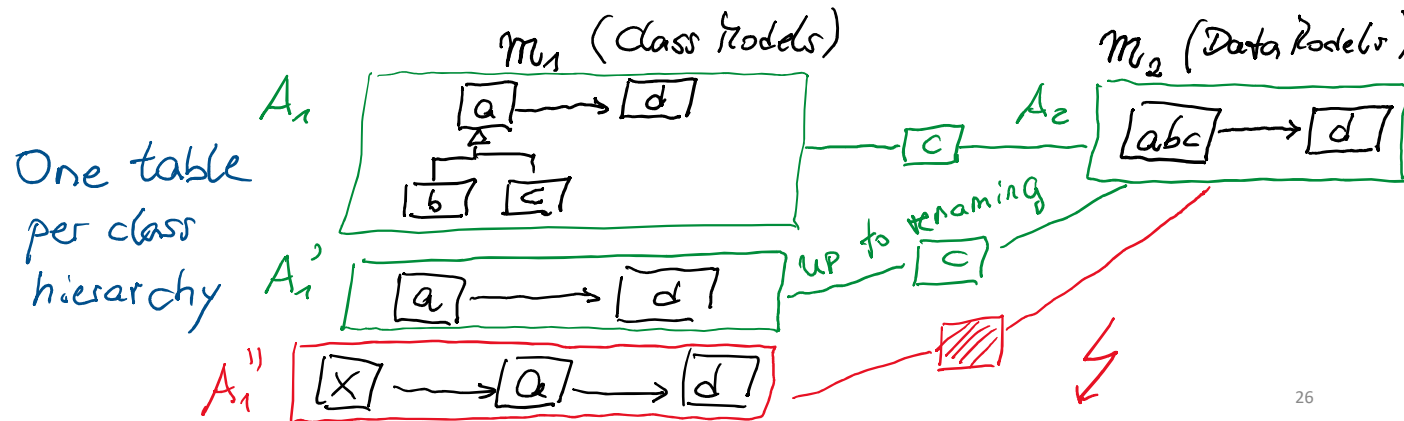 m₁ (Class Models)
m₂ (Data Models)
A₁
a
d
b
c
c
A₂
abc
d
One table
per class
hierarchy
A₁'
a
d
up to renaming
c
A₁''
x
a
d
26